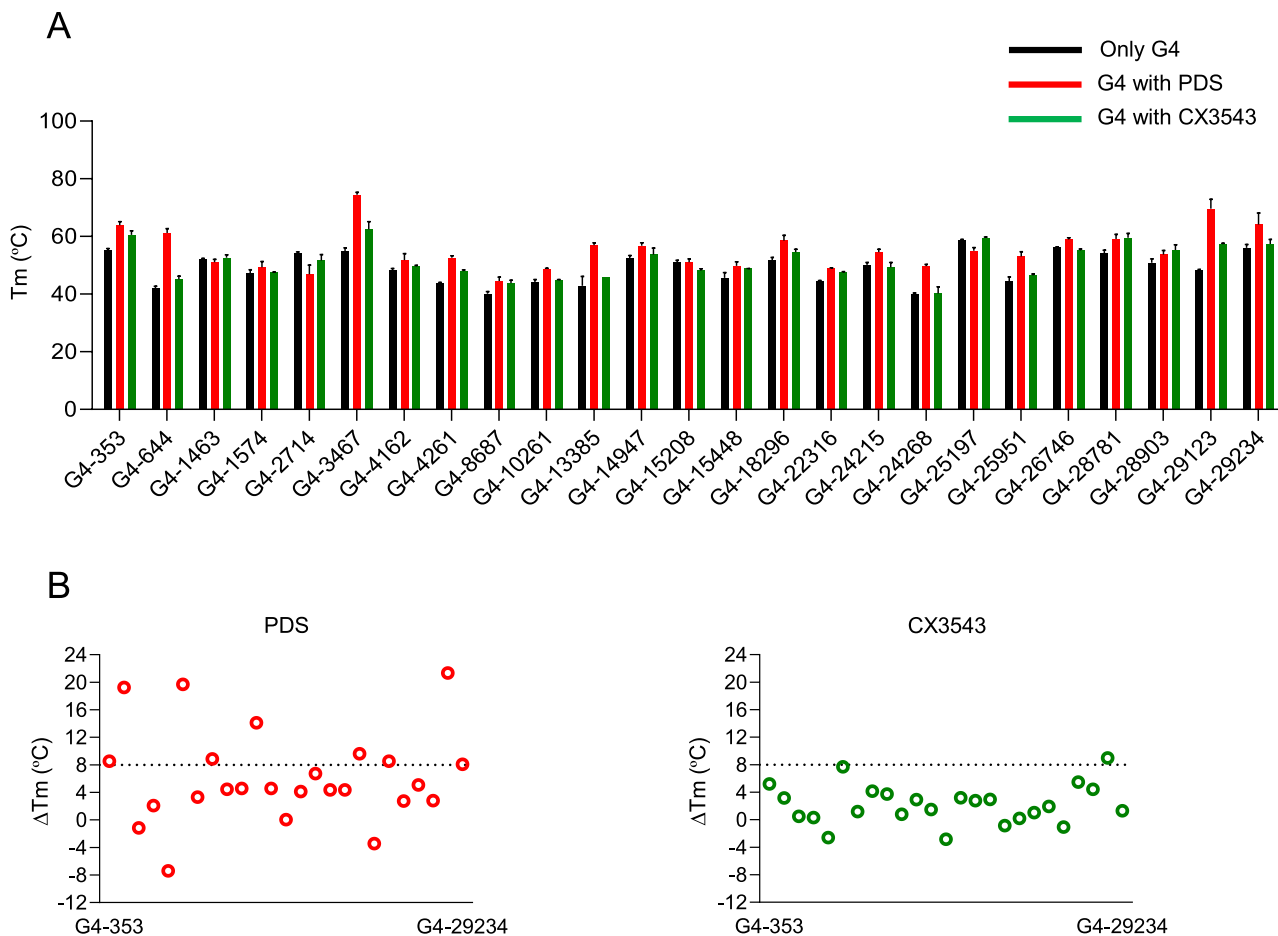 A
Only G4
G4 with PDS
G4 with CX3543
100
80
60
40
20
0
Tm (ºC)
G4-353
G4-644
G4-1463
G4-1574
G4-2714
G4-3467
G4-4162
G4-4261
G4-8687
G4-10261
G4-13385
G4-14947
G4-15208
G4-15448
G4-18296
G4-22316
G4-24215
G4-24268
G4-25197
G4-25951
G4-26746
G4-28781
G4-28903
G4-29123
G4-29234
B
PDS
24
20
16
12
8
4
0
-4
-8
-12
ΔTm (ºC)
G4-353
G4-29234
CX3543
24
20
16
12
8
4
0
-4
-8
-12
ΔTm (ºC)
G4-353
G4-29234